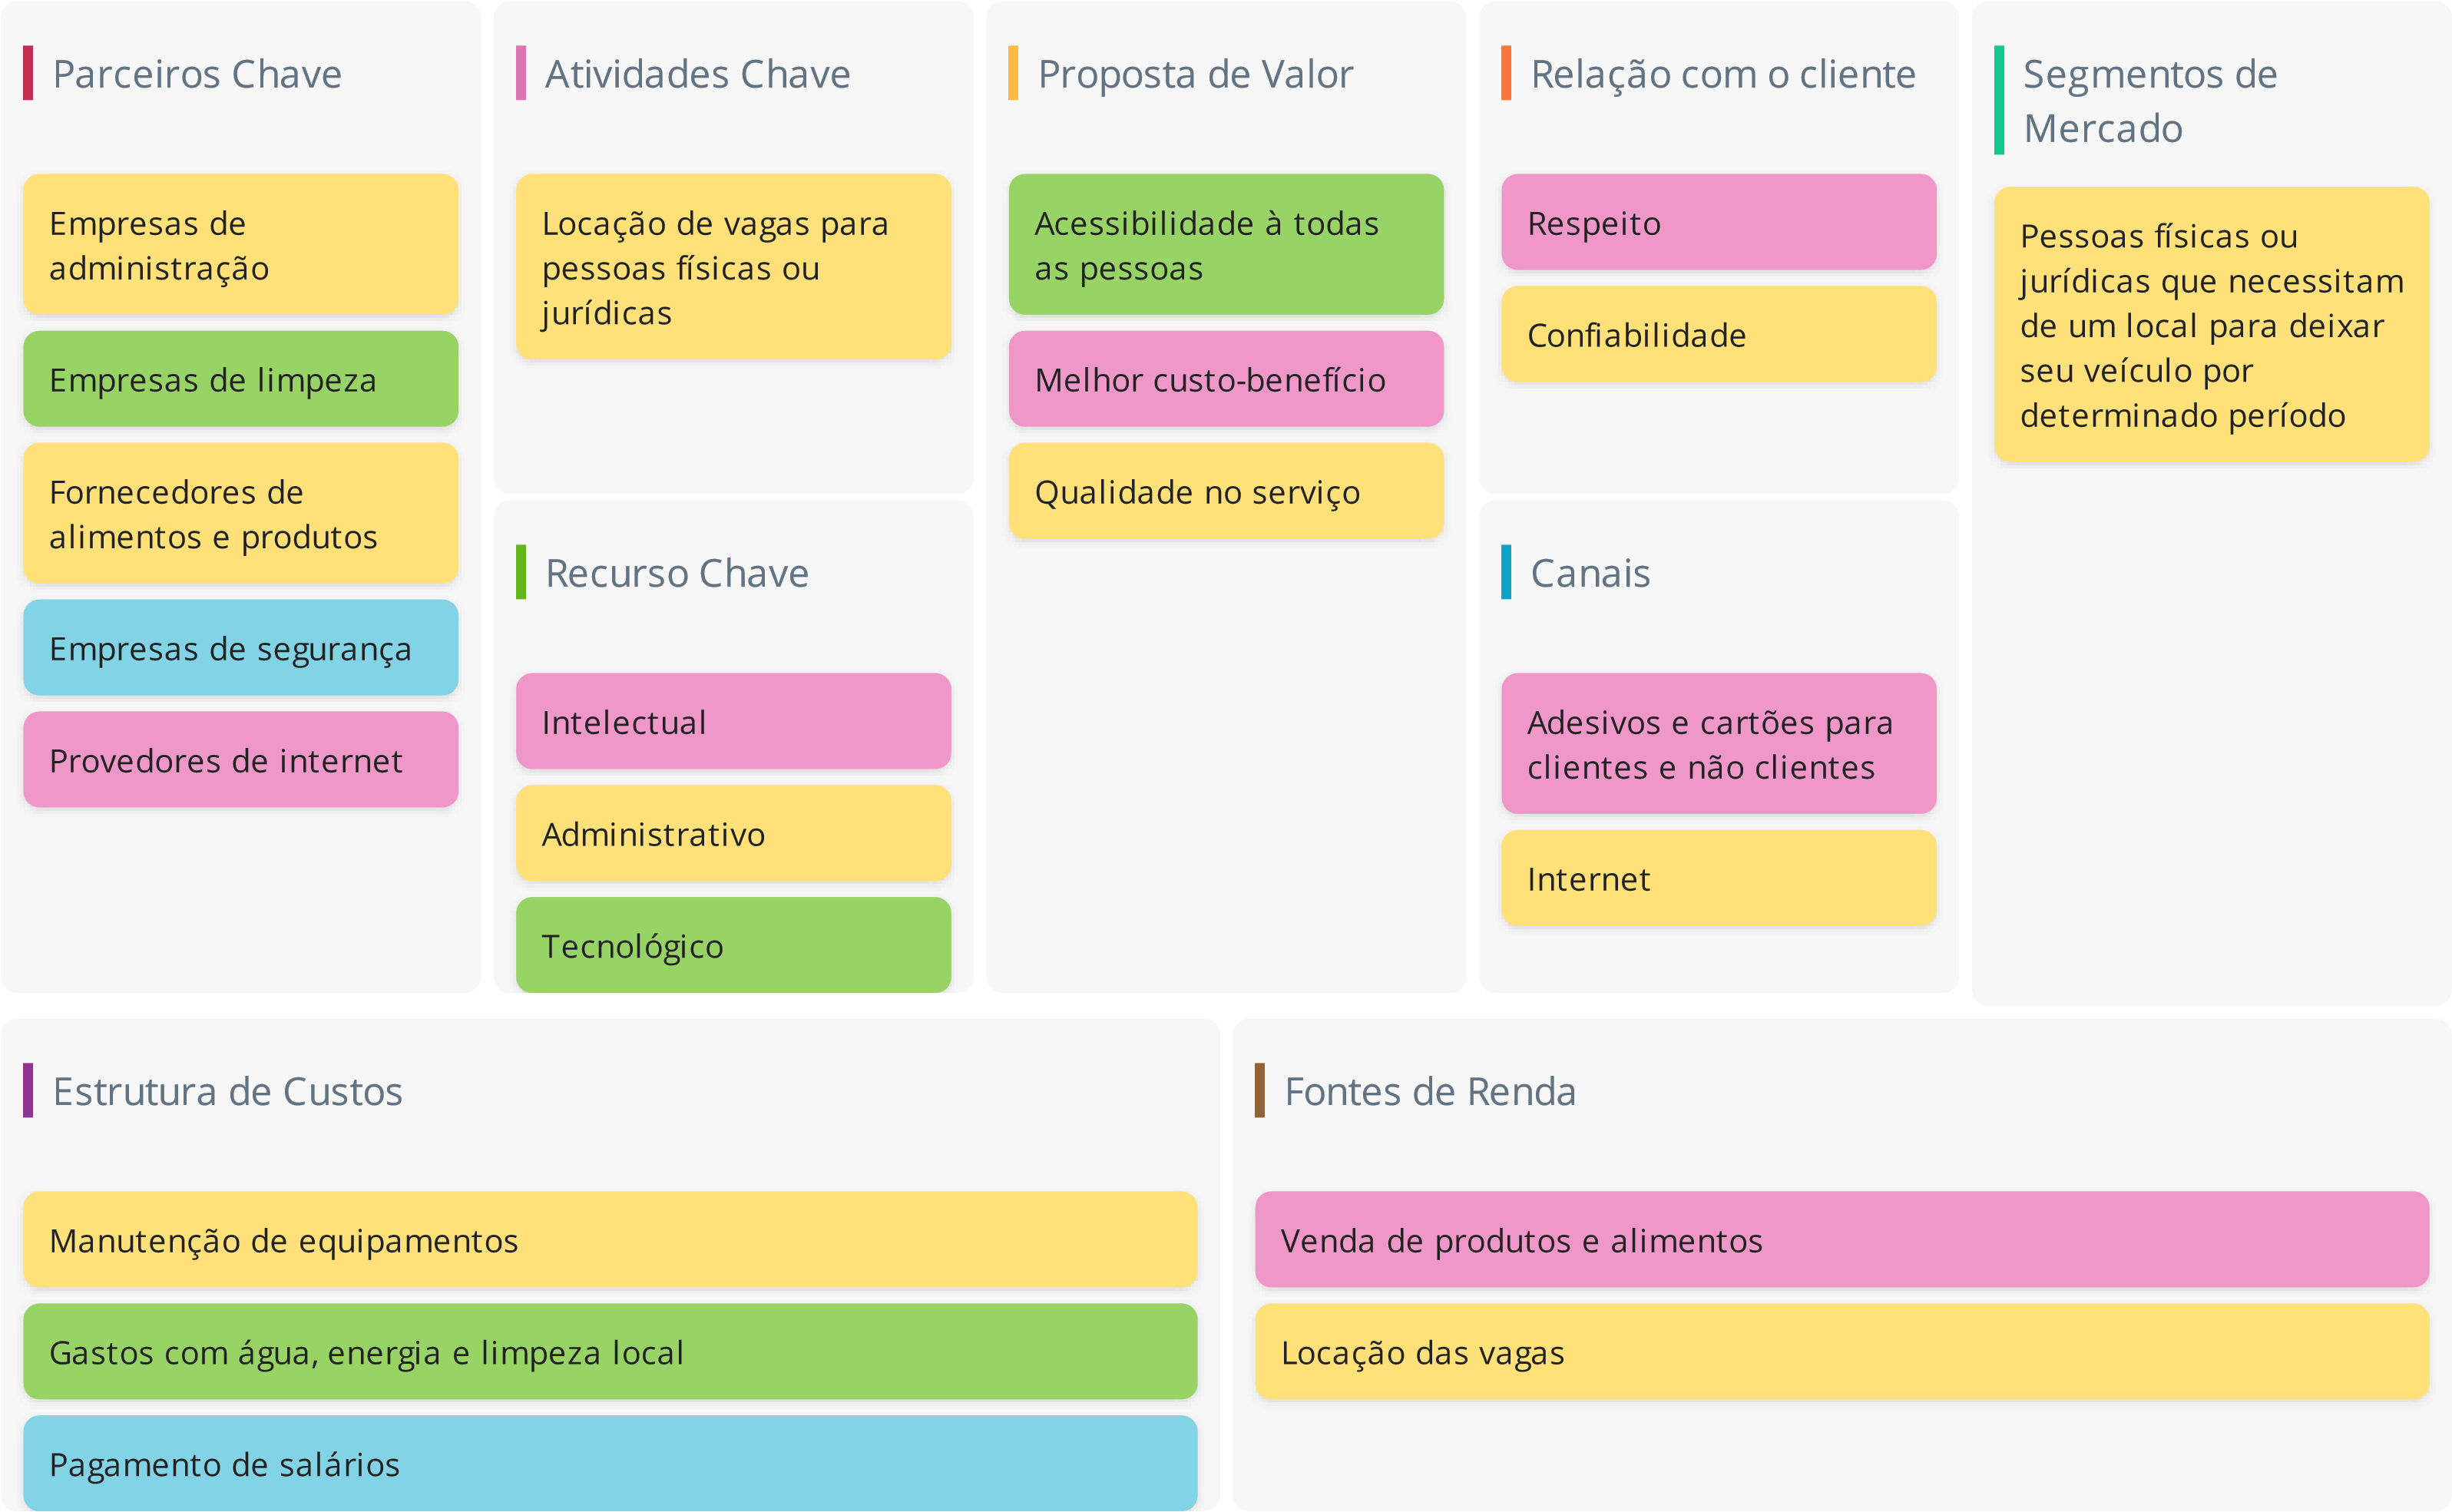 Parceiros Chave
Empresas de
administração
Empresas de limpeza
Fornecedores de
alimentos e produtos
Empresas de segurança
Provedores de internet
Atividades Chave
Locação de vagas para
pessoas físicas ou
jurídicas
Recurso Chave
Intelectual
Administrativo
Tecnológico
Proposta de Valor
Acessibilidade à todas
as pessoas
Melhor custo-benefício
Qualidade no serviço
Relação com o cliente
Respeito
Confiabilidade
Canais
Adesivos e cartões para
clientes e não clientes
Internet
Segmentos de
Mercado
Pessoas físicas ou
jurídicas que necessitam
de um local para deixar
seu veículo por
determinado período
Estrutura de Custos
Manutenção de equipamentos
Gastos com água, energia e limpeza local
Pagamento de salários
Fontes de Renda
Venda de produtos e alimentos
Locação das vagas